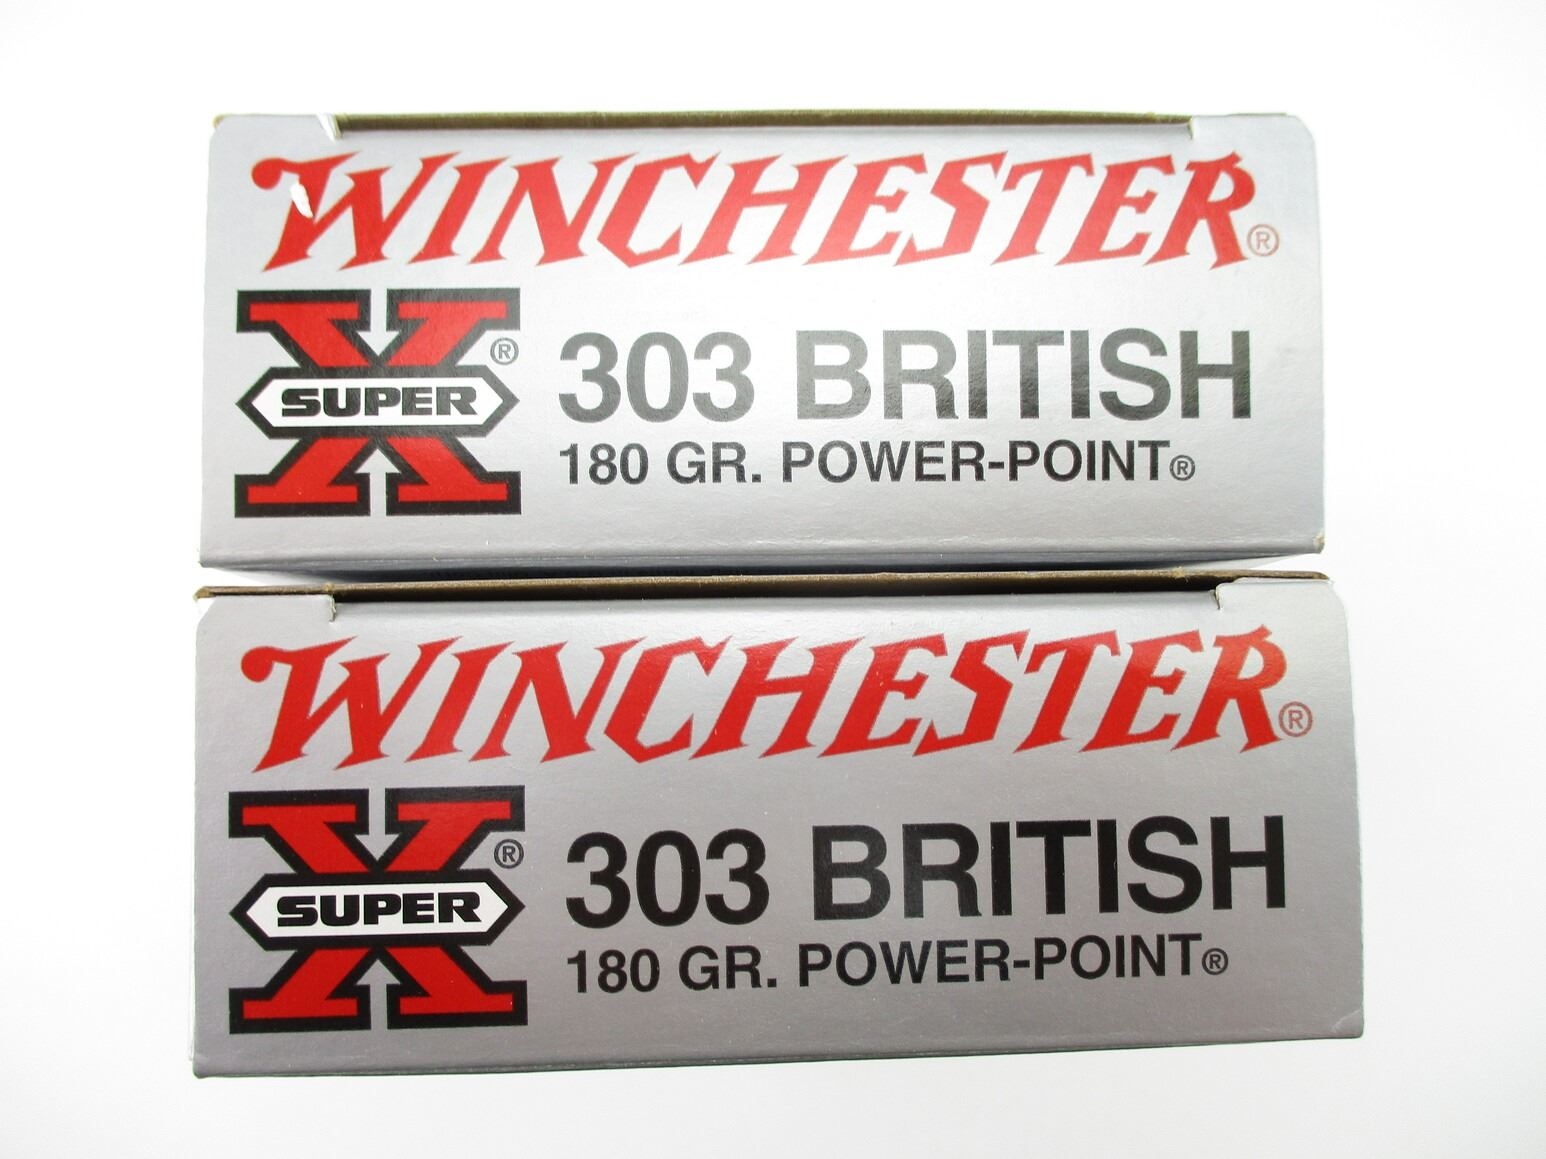 WINCHESTER®
X SUPER ®
303 BRITISH
180 GR. POWER-POINT®
WINCHESTER®
X SUPER ®
303 BRITISH
180 GR. POWER-POINT®